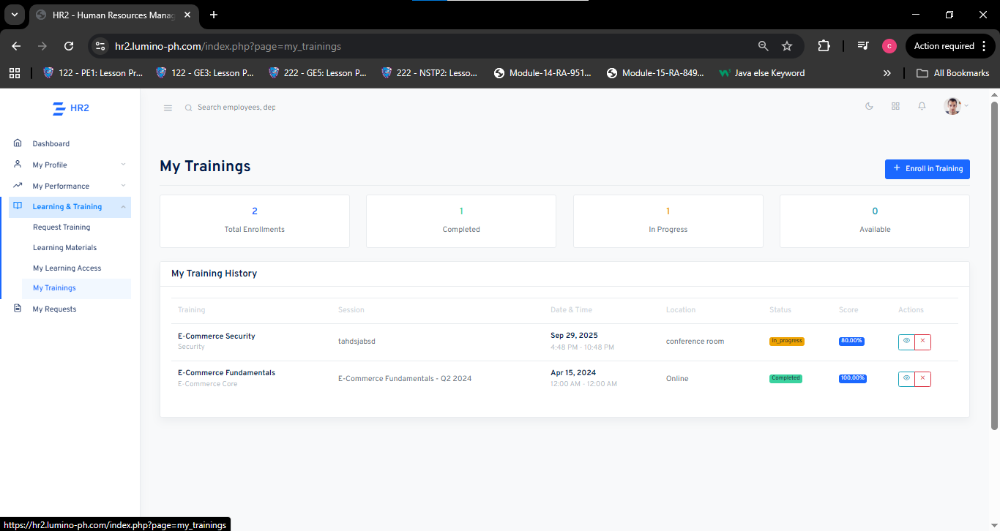 HR2 - Human Resources Manag
hr2.lumino-ph.com/index.php?page=my_trainings
C
Action required
122 - PE1: Lesson Pr...
122 - GE3: Lesson P...
222 - GE5: Lesson P...
222 - NSTP2: Lesso...
Module-14-RA-951...
Module-15-RA-849...
Java else Keyword
All Bookmarks
HR2
Search employees, dep
Dashboard
My Profile
My Performance
Learning & Training
Request Training
Learning Materials
My Learning Access
My Trainings
My Requests
My Trainings
+ Enroll in Training
2
Total Enrollments
1
Completed
1
In Progress
0
Available
My Training History
Training Session Date & Time Location Status Score Actions
E-Commerce Security
Security
tahdsjabsd
Sep 29, 2025
4:48 PM - 10:48 PM
conference room
In_progress
80.00%
E-Commerce Fundamentals
E-Commerce Core
E-Commerce Fundamentals - Q2 2024
Apr 15, 2024
12:00 AM - 12:00 AM
Online
Completed
100.00%
https://hr2.lumino-ph.com/index.php?page=my_trainings